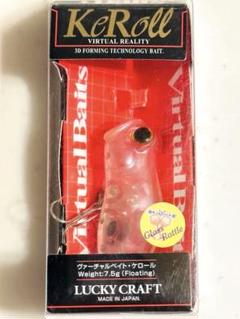 KeRoll
VIRTUAL REALITY
3D FORMING TECHNOLOGY BAIT.
Virtual Baits
Virtual Baits
Glass Rattle
ヴァーチャルベイト・ケロール
Weight:7.5g (Floating)
LUCKY CRAFT
MADE IN JAPAN